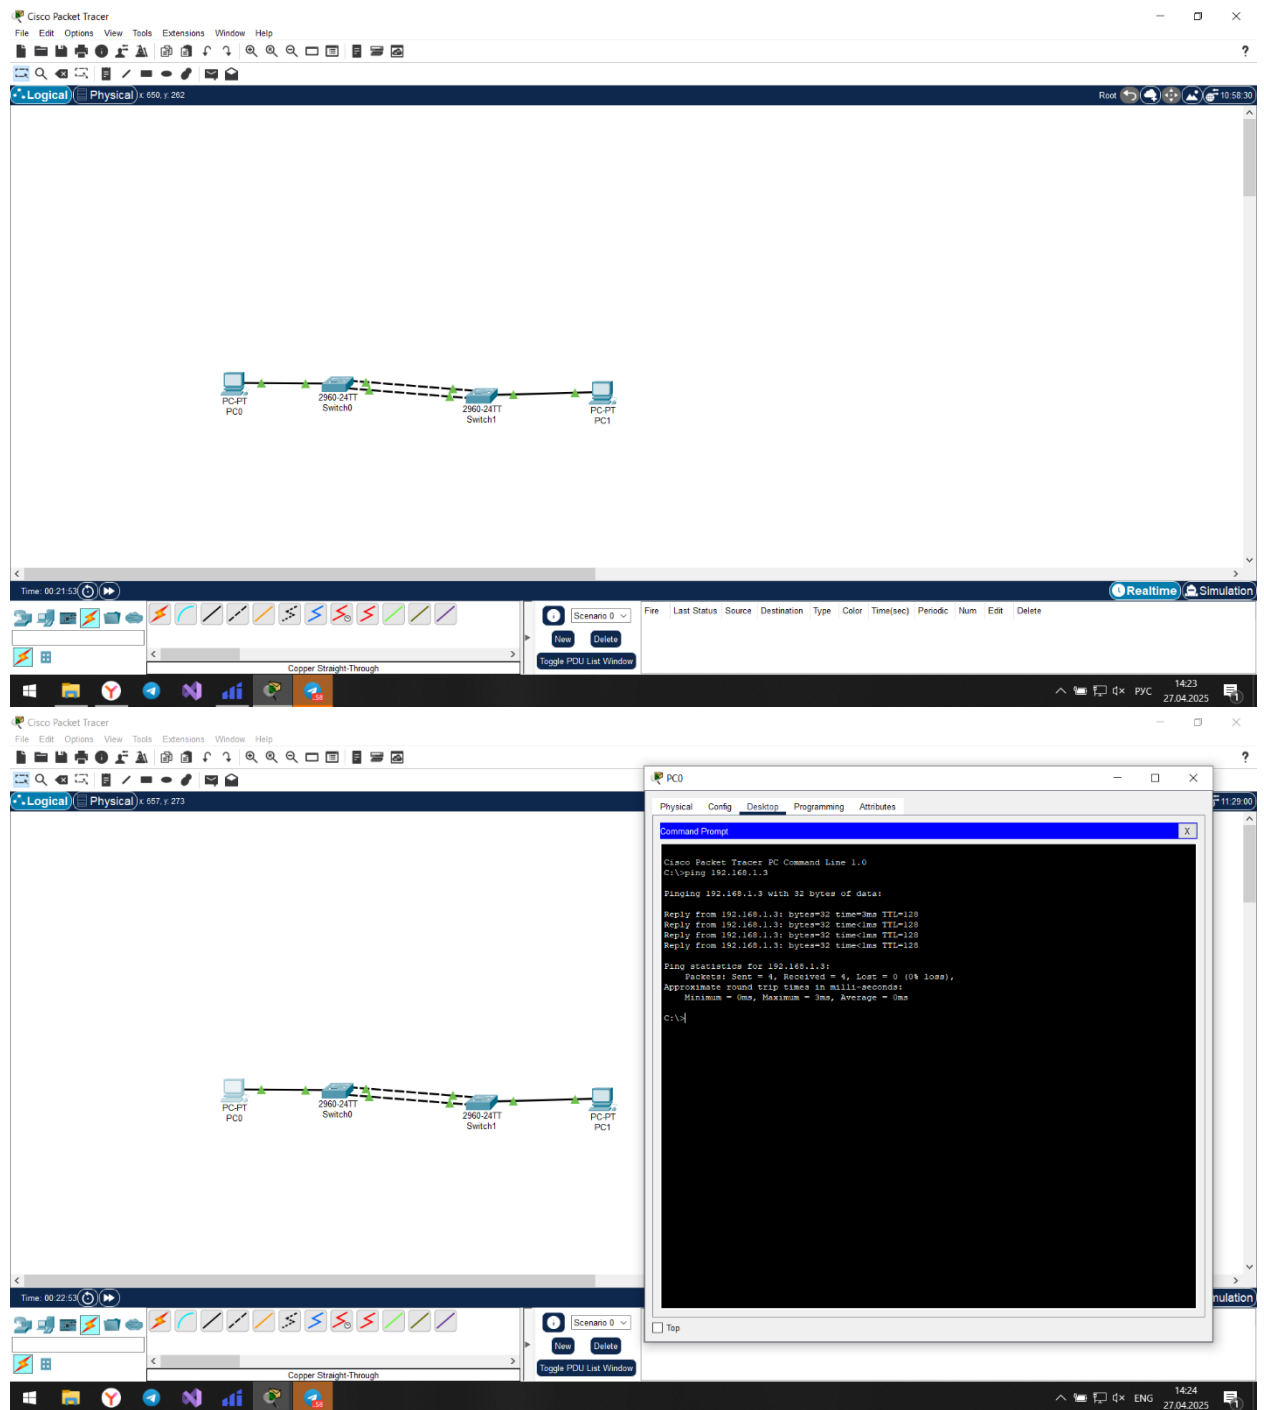 Cisco Packet Tracer
File Edit Options View Tools Extensions Window Help
?
Logical Physical x: 650, y: 262 Root 10:58:30
PC-PT
PC0
2960-24TT
Switch0
2960-24TT
Switch1
PC-PT
PC1
Time: 00:21:53 Realtime Simulation
Scenario 0
Fire Last Status Source Destination Type Color Time(sec) Periodic Num Edit Delete
New Delete
Toggle PDU List Window
Copper Straight-Through
РУС
14:23
27.04.2025
Cisco Packet Tracer
File Edit Options View Tools Extensions Window Help
?
Logical Physical x: 657, y: 273 11:29:00
PC0
Physical Config Desktop Programming Attributes
Command Prompt X
Cisco Packet Tracer PC Command Line 1.0
C:\>ping 192.168.1.3
Pinging 192.168.1.3 with 32 bytes of data:
Reply from 192.168.1.3: bytes=32 time=3ms TTL=128
Reply from 192.168.1.3: bytes=32 time<1ms TTL=128
Reply from 192.168.1.3: bytes=32 time<1ms TTL=128
Reply from 192.168.1.3: bytes=32 time<1ms TTL=128
Ping statistics for 192.168.1.3:
Packets: Sent = 4, Received = 4, Lost = 0 (0% loss),
Approximate round trip times in milli-seconds:
Minimum = 0ms, Maximum = 3ms, Average = 0ms
C:\>
PC-PT
PC0
2960-24TT
Switch0
2960-24TT
Switch1
PC-PT
PC1
Time: 00:22:53 nulation
Top
Scenario 0
New Delete
Toggle PDU List Window
Copper Straight-Through
ENG
14:24
27.04.2025